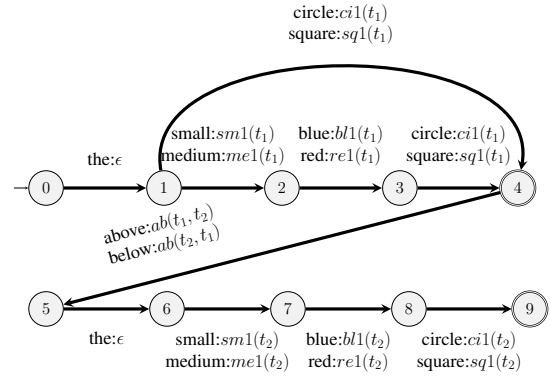 circle:ci1(t₁)
square:sq1(t₁)
small:sm1(t₁) blue:bl1(t₁) circle:ci1(t₁)
the:ϵ medium:me1(t₁) red:re1(t₁) square:sq1(t₁)
0 1 2 3 4
above:ab(t₁, t₂)
below:ab(t₂, t₁)
5 6 7 8 9
the:ϵ small:sm1(t₂) blue:bl1(t₂) circle:ci1(t₂)
medium:me1(t₂) red:re1(t₂) square:sq1(t₂)